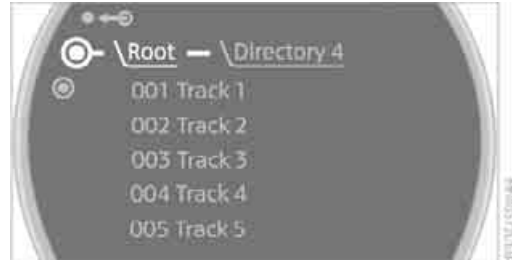 \Root — \Directory 4
001 Track 1
002 Track 2
003 Track 3
004 Track 4
005 Track 5